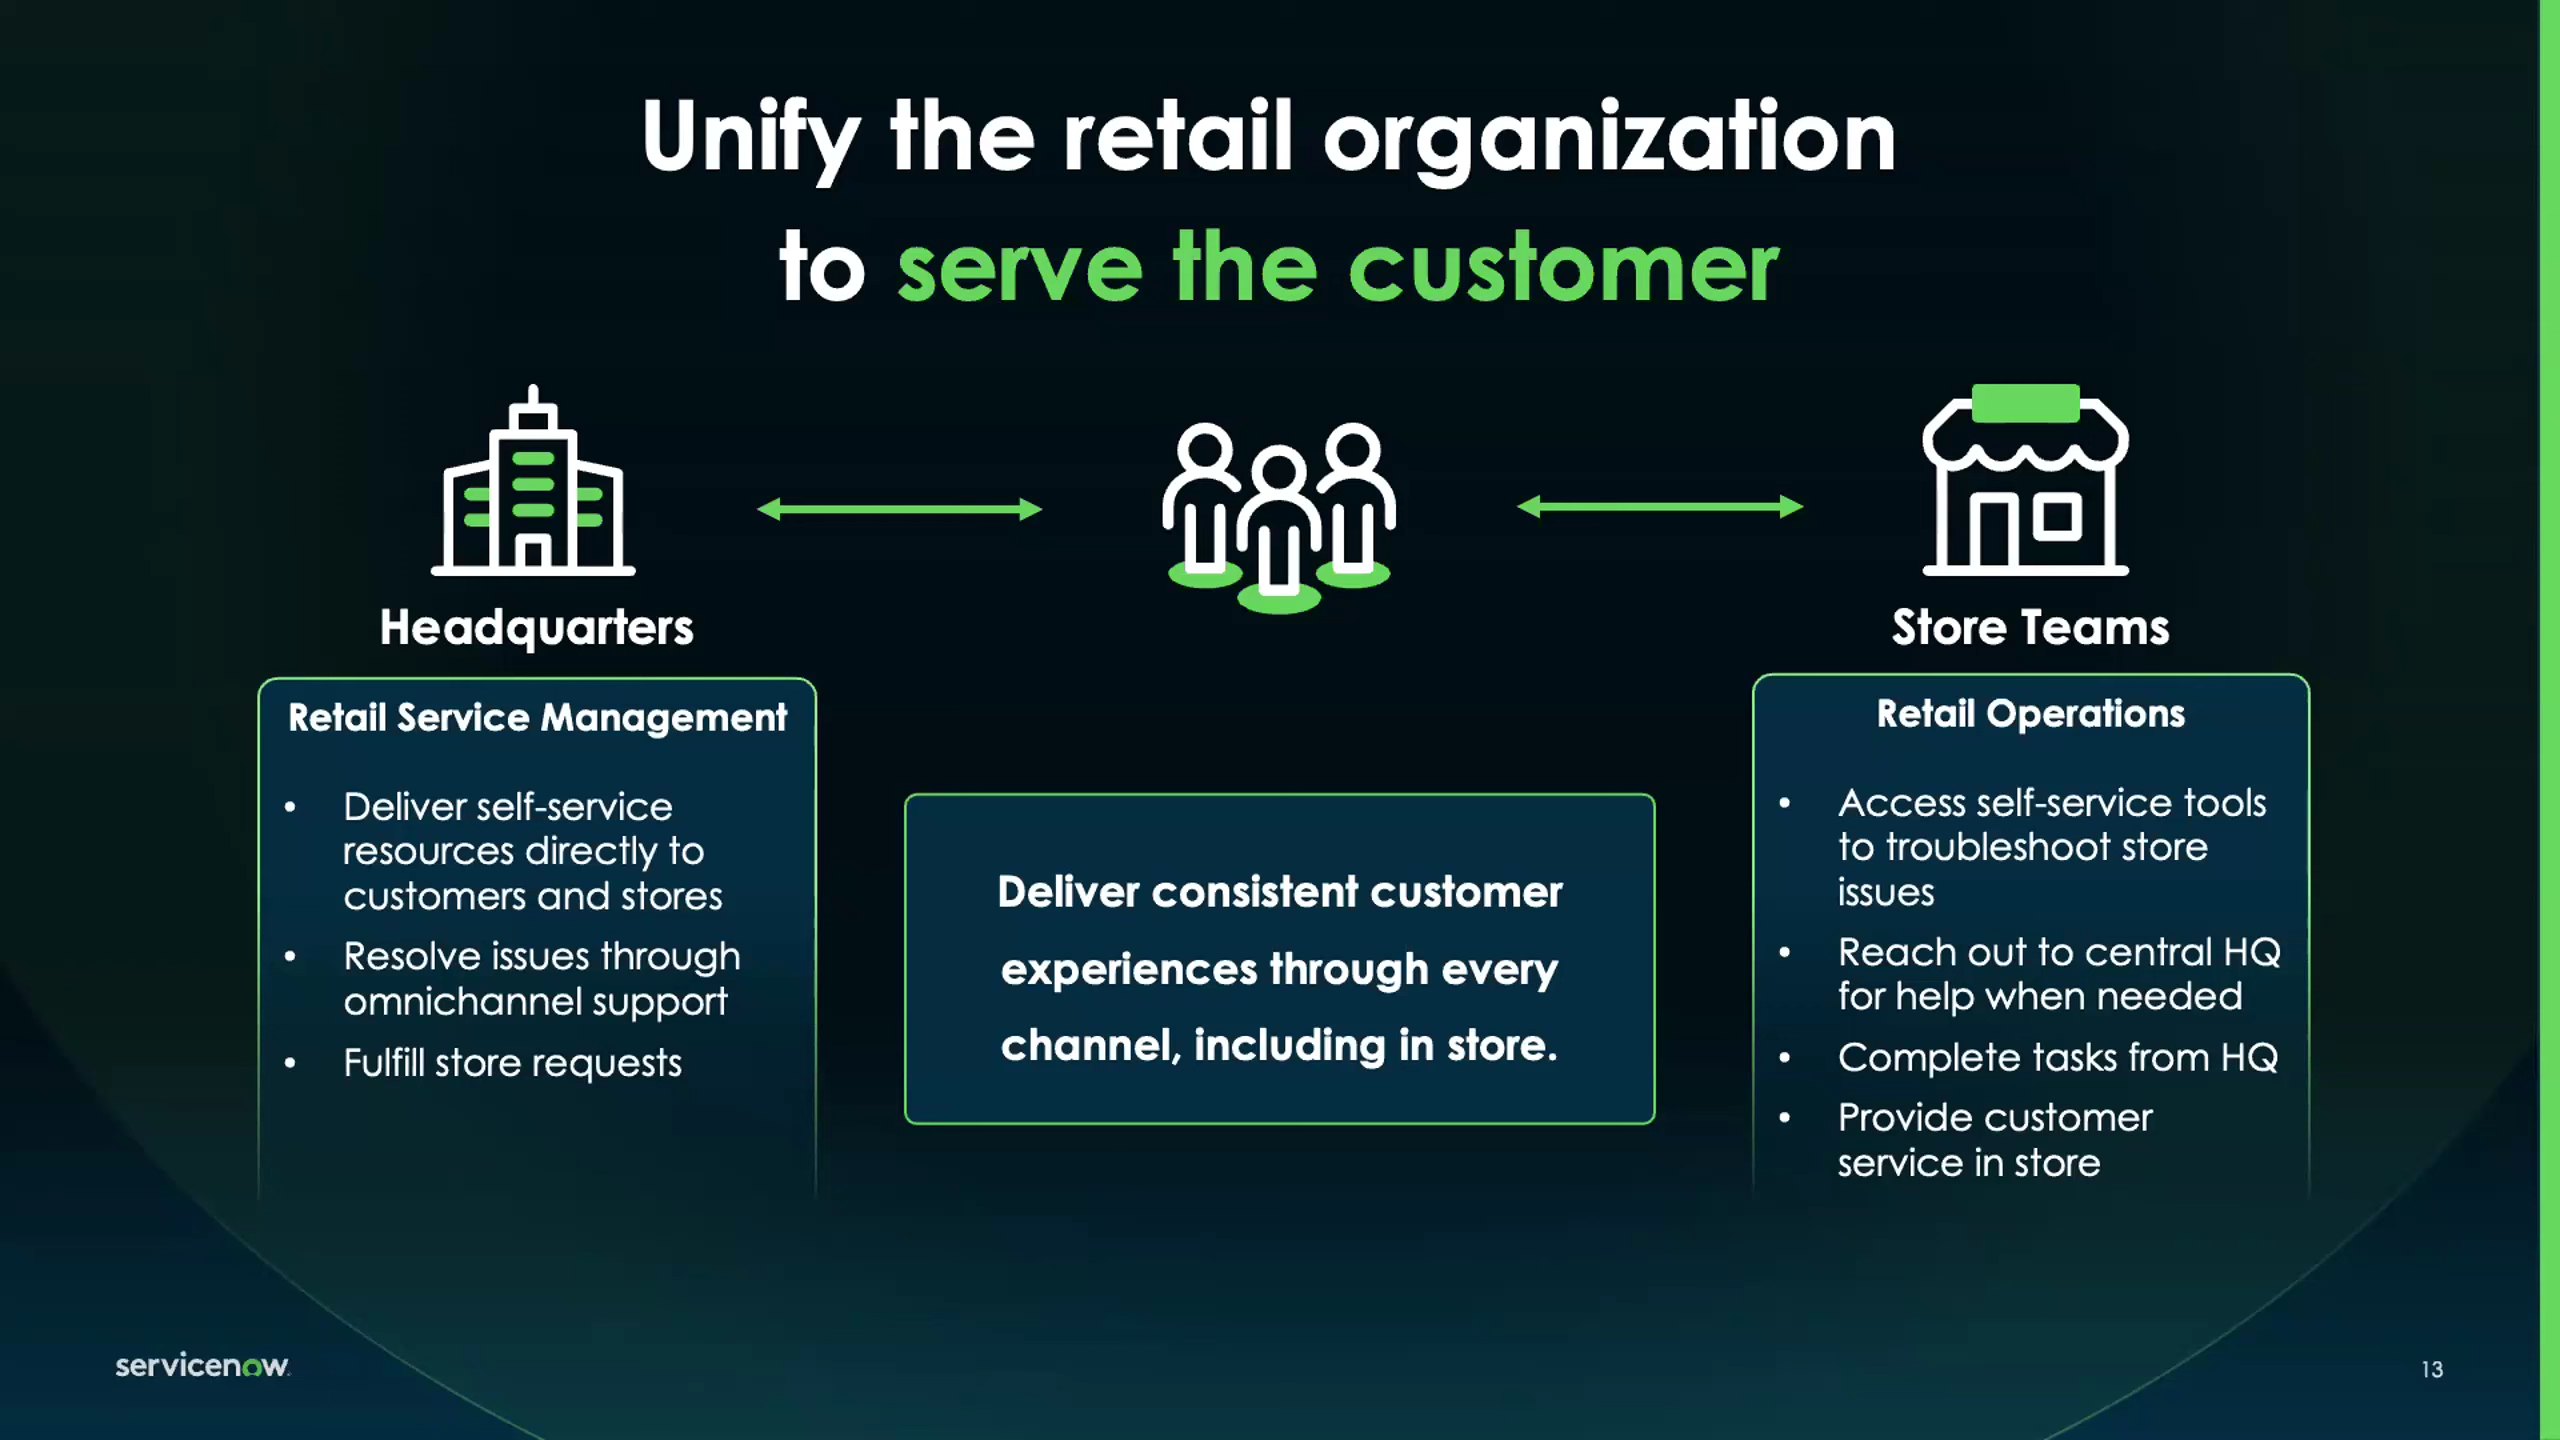 Unify the retail organization
to serve the customer
Headquarters
Retail Service Management
• Deliver self-service
resources directly to
customers and stores
• Resolve issues through
omnichannel support
• Fulfill store requests
Deliver consistent customer
experiences through every
channel, including in store.
Store Teams
Retail Operations
• Access self-service tools
to troubleshoot store
issues
• Reach out to central HQ
for help when needed
• Complete tasks from HQ
• Provide customer
service in store
servicenow
13